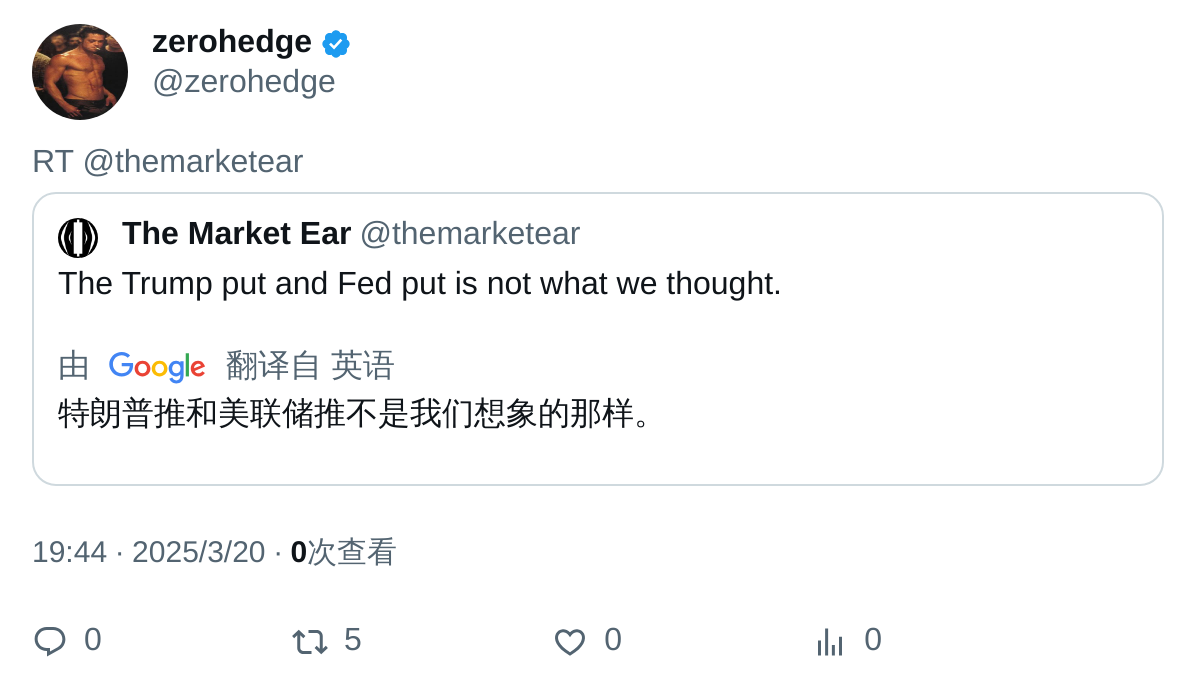 zerohedge
@zerohedge
RT @themarketear
The Market Ear @themarketear
The Trump put and Fed put is not what we thought.
由 Google 翻译自 英语
特朗普推和美联储推不是我们想象的那样。
19:44 · 2025/3/20 · 0次查看
0 5 0 0